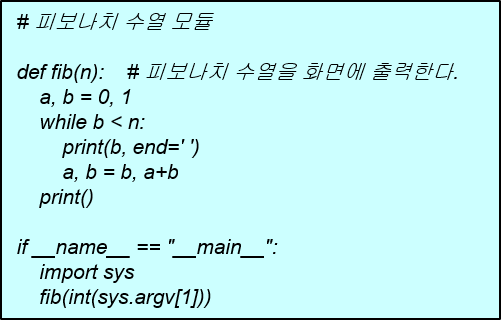 # 피보나치 수열 모듈
def fib(n):    # 피보나치 수열을 화면에 출력한다.
    a, b = 0, 1
    while b < n:
        print(b, end=' ')
        a, b = b, a+b
    print()
if __name__ == "__main__":
    import sys
    fib(int(sys.argv[1]))